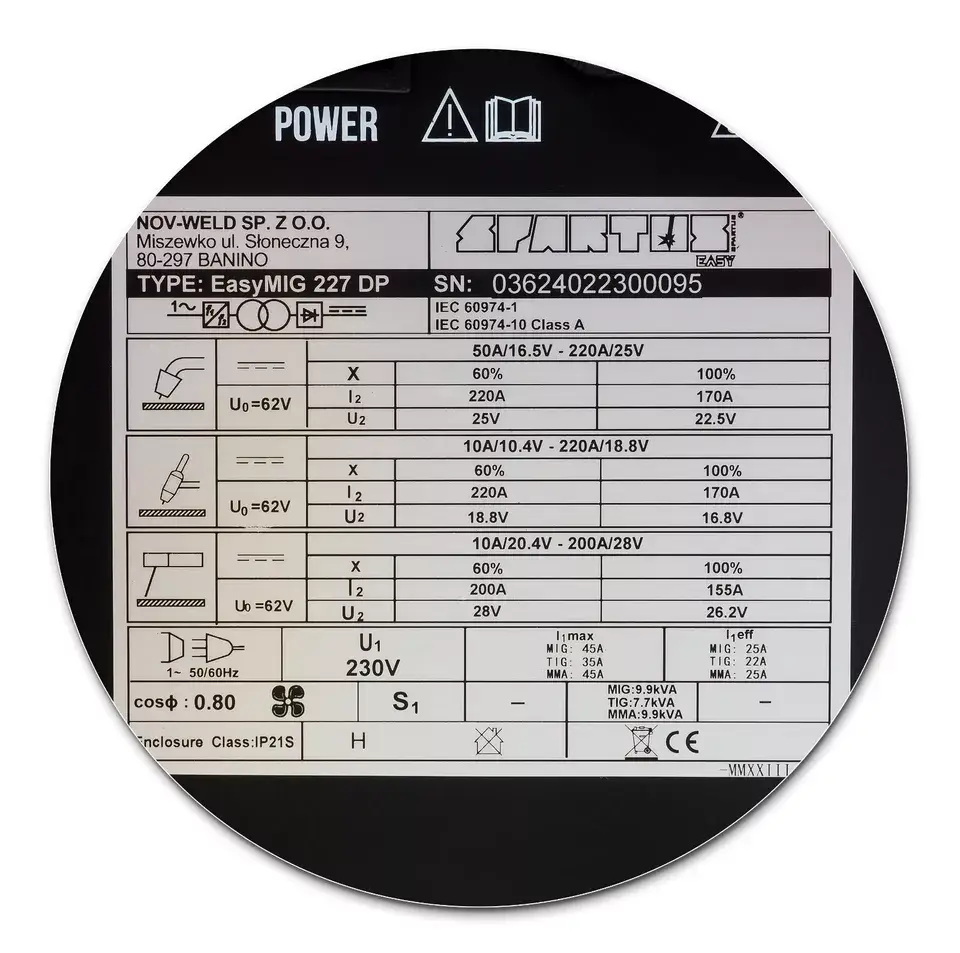 POWER
NOV-WELD SP. Z O.O.
Miszewko ul. Słoneczna 9,
80-297 BANINO
SPARTUS®
SPARTUS
EASY
TYPE: EasyMIG 227 DP SN: 03624022300095
1~ f₁ f₂
IEC 60974-1
IEC 60974-10 Class A
50A/16.5V - 220A/25V
X 60% 100%
U₀=62V I₂ 220A 170A
U₂ 25V 22.5V
10A/10.4V - 220A/18.8V
X 60% 100%
U₀=62V I₂ 220A 170A
U₂ 18.8V 16.8V
10A/20.4V - 200A/28V
X 60% 100%
U₀=62V I₂ 200A 155A
U₂ 28V 26.2V
1~ 50/60Hz
U₁
230V
I₁max
MIG: 45A
TIG: 35A
MMA: 45A
I₁eff
MIG: 25A
TIG: 22A
MMA: 25A
cosϕ : 0.80
S₁ –
MIG:9.9kVA
TIG:7.7kVA
MMA:9.9kVA
–
Enclosure Class:IP21S H CE
-MMXXIII